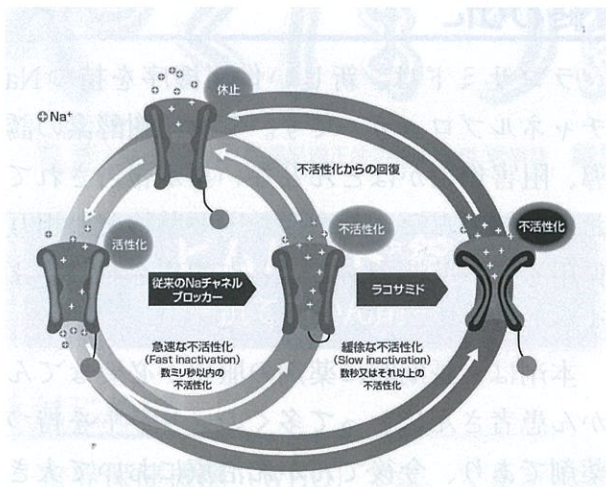 休止
Na⁺
不活性化からの回復
活性化
不活性化
不活性化
従来のNaチャネル
ブロッカー
ラコサミド
急速な不活性化
(Fast inactivation)
数ミリ秒以内の
不活性化
緩徐な不活性化
(Slow inactivation)
数秒又はそれ以上の
不活性化